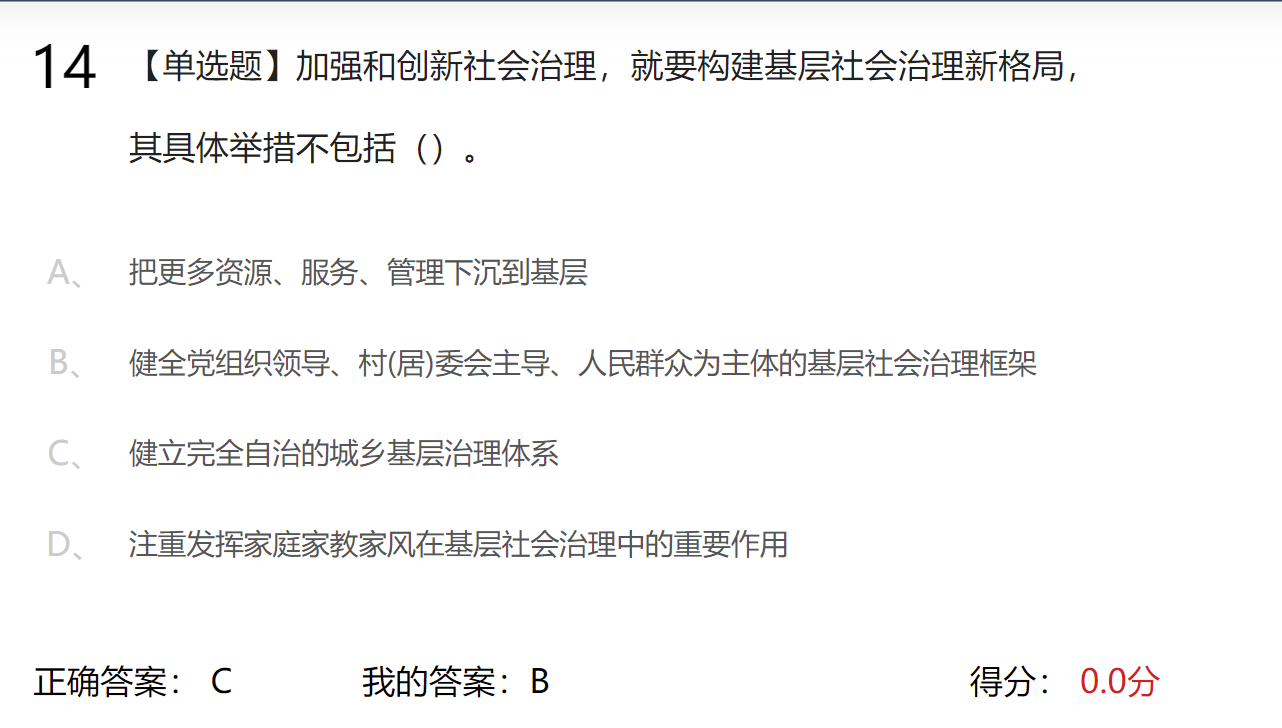 14 【单选题】加强和创新社会治理，就要构建基层社会治理新格局，
其具体举措不包括（）。
A、 把更多资源、服务、管理下沉到基层
B、 健全党组织领导、村(居)委会主导、人民群众为主体的基层社会治理框架
C、 健立完全自治的城乡基层治理体系
D、 注重发挥家庭家教家风在基层社会治理中的重要作用
正确答案： C 我的答案：B 得分： 0.0分